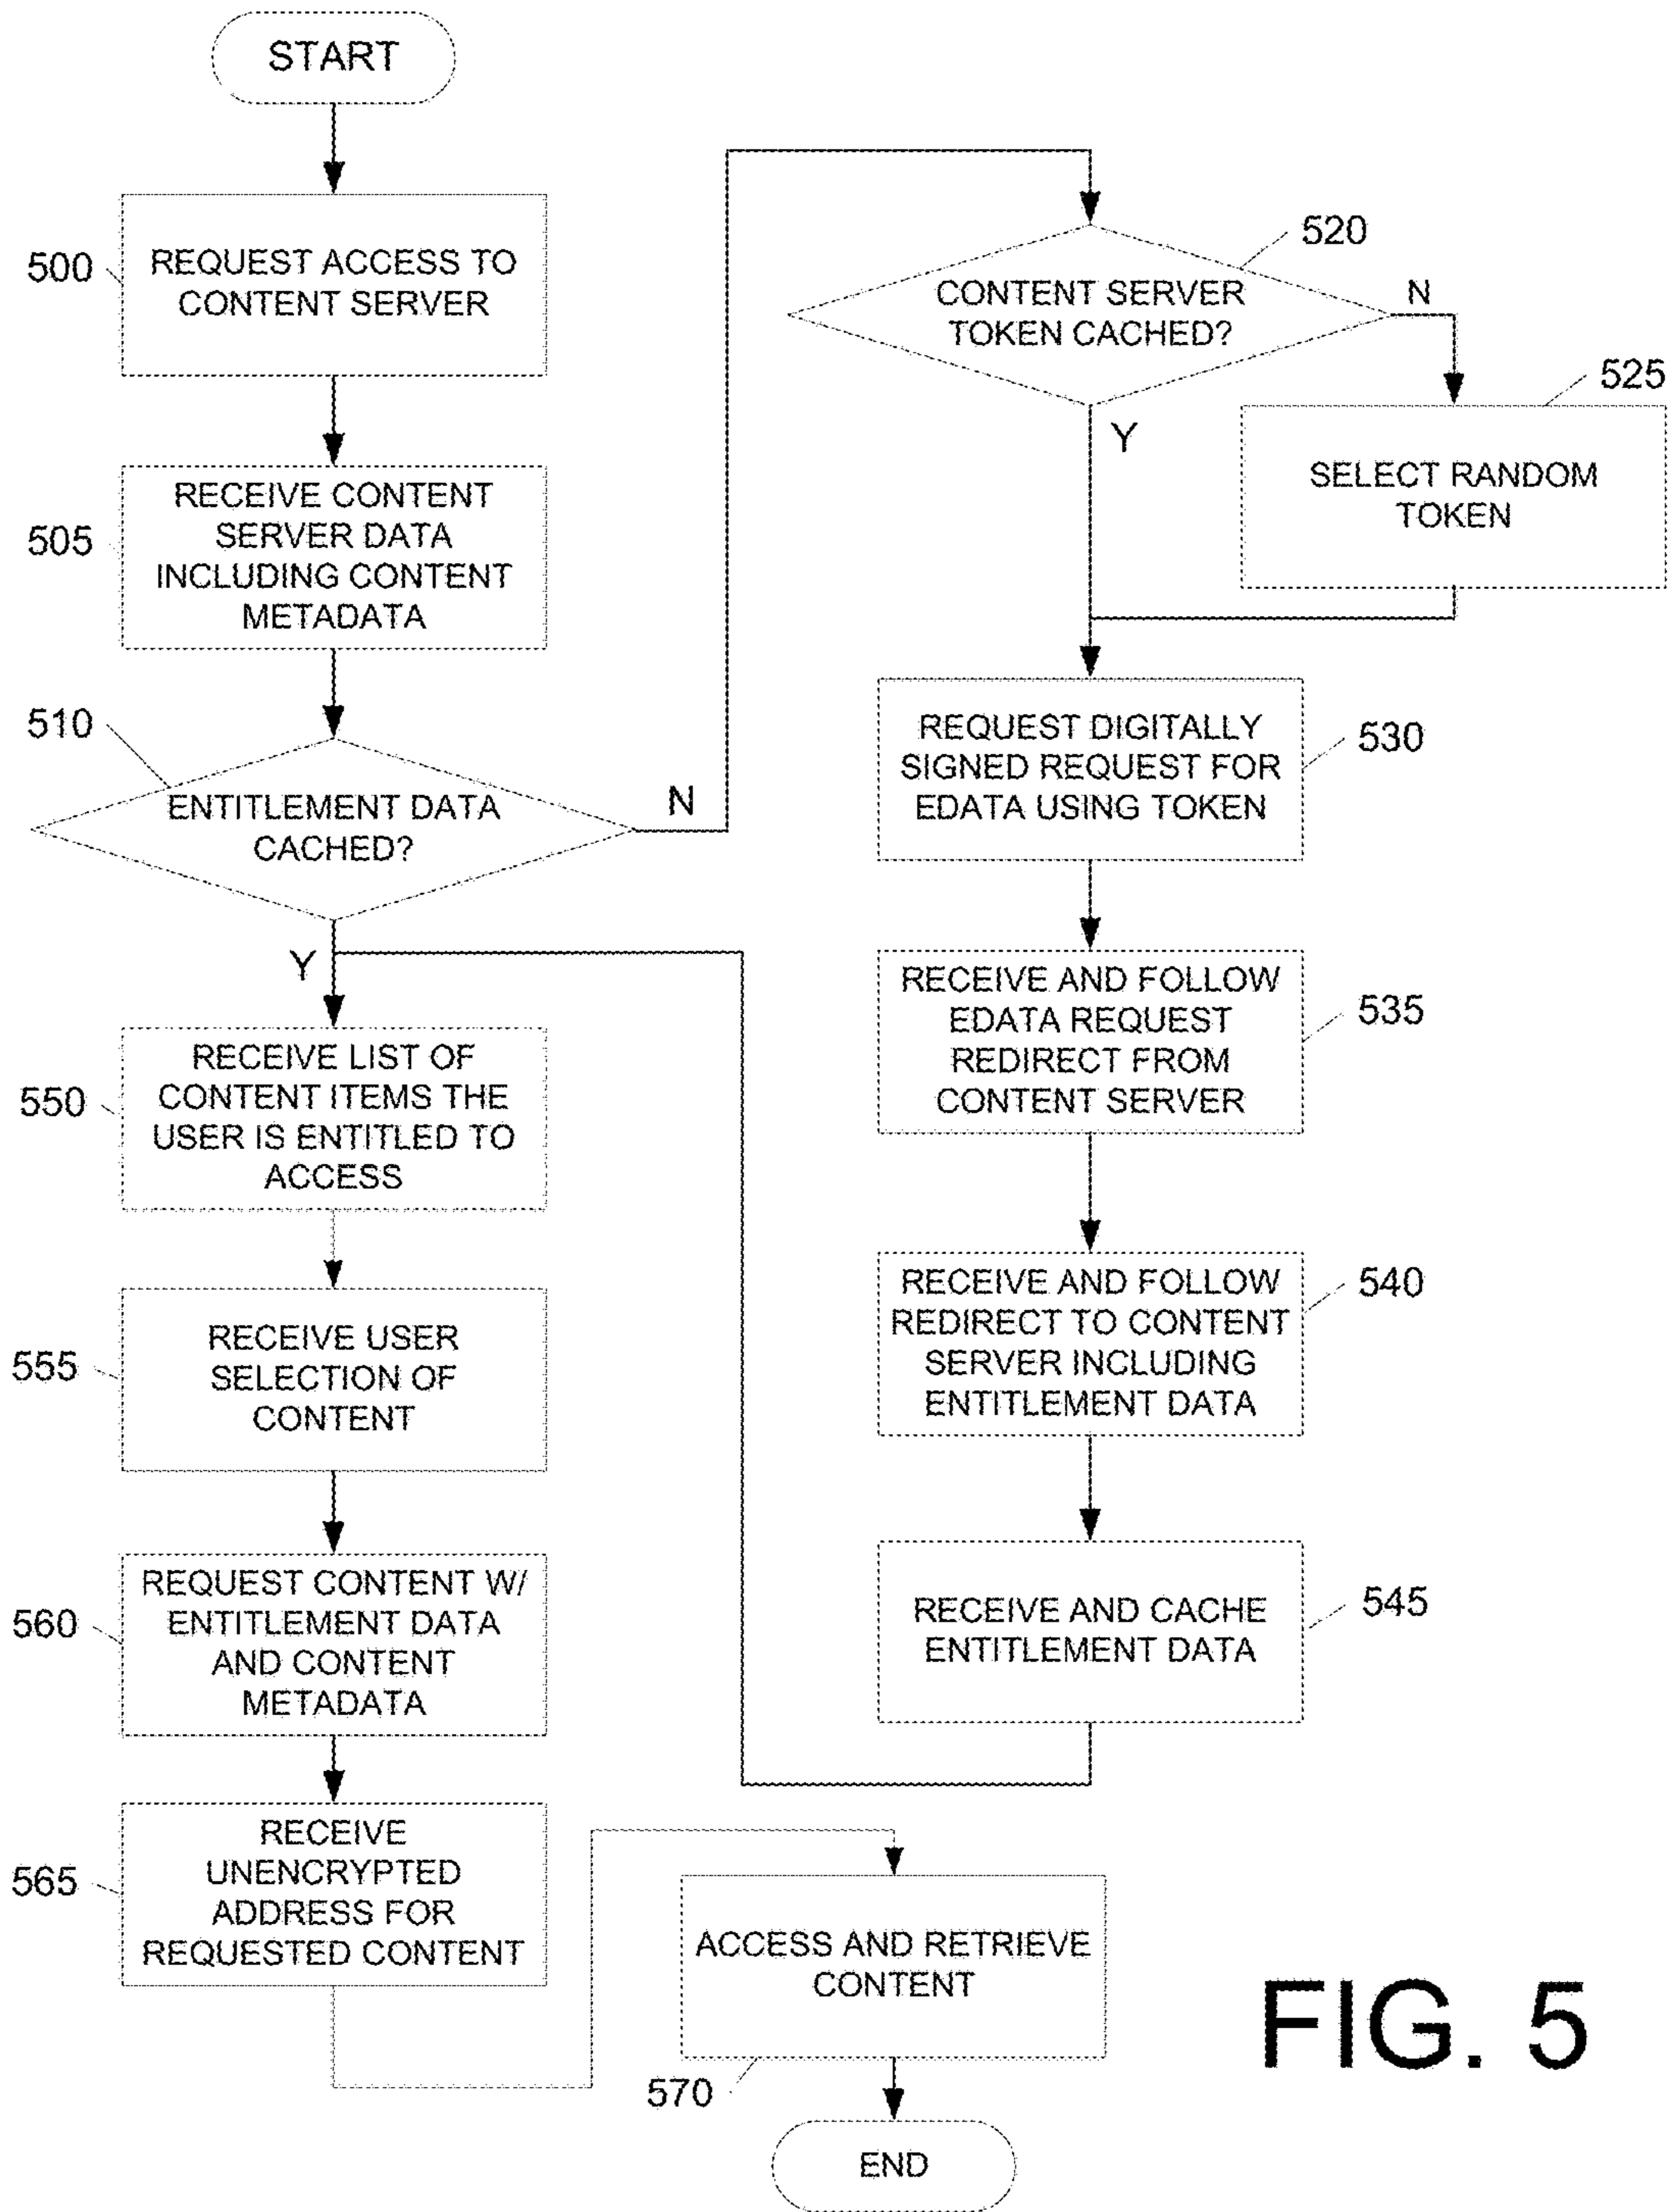 START
500
REQUEST ACCESS TO
CONTENT SERVER
505
RECEIVE CONTENT
SERVER DATA
INCLUDING CONTENT
METADATA
510
ENTITLEMENT DATA
CACHED?
N
Y
520
CONTENT SERVER
TOKEN CACHED?
N
Y
525
SELECT RANDOM
TOKEN
530
REQUEST DIGITALLY
SIGNED REQUEST FOR
EDATA USING TOKEN
535
RECEIVE AND FOLLOW
EDATA REQUEST
REDIRECT FROM
CONTENT SERVER
540
RECEIVE AND FOLLOW
REDIRECT TO CONTENT
SERVER INCLUDING
ENTITLEMENT DATA
545
RECEIVE AND CACHE
ENTITLEMENT DATA
550
RECEIVE LIST OF
CONTENT ITEMS THE
USER IS ENTITLED TO
ACCESS
555
RECEIVE USER
SELECTION OF
CONTENT
560
REQUEST CONTENT W/
ENTITLEMENT DATA
AND CONTENT
METADATA
565
RECEIVE
UNENCRYPTED
ADDRESS FOR
REQUESTED CONTENT
ACCESS AND RETRIEVE
CONTENT
570
END
FIG. 5